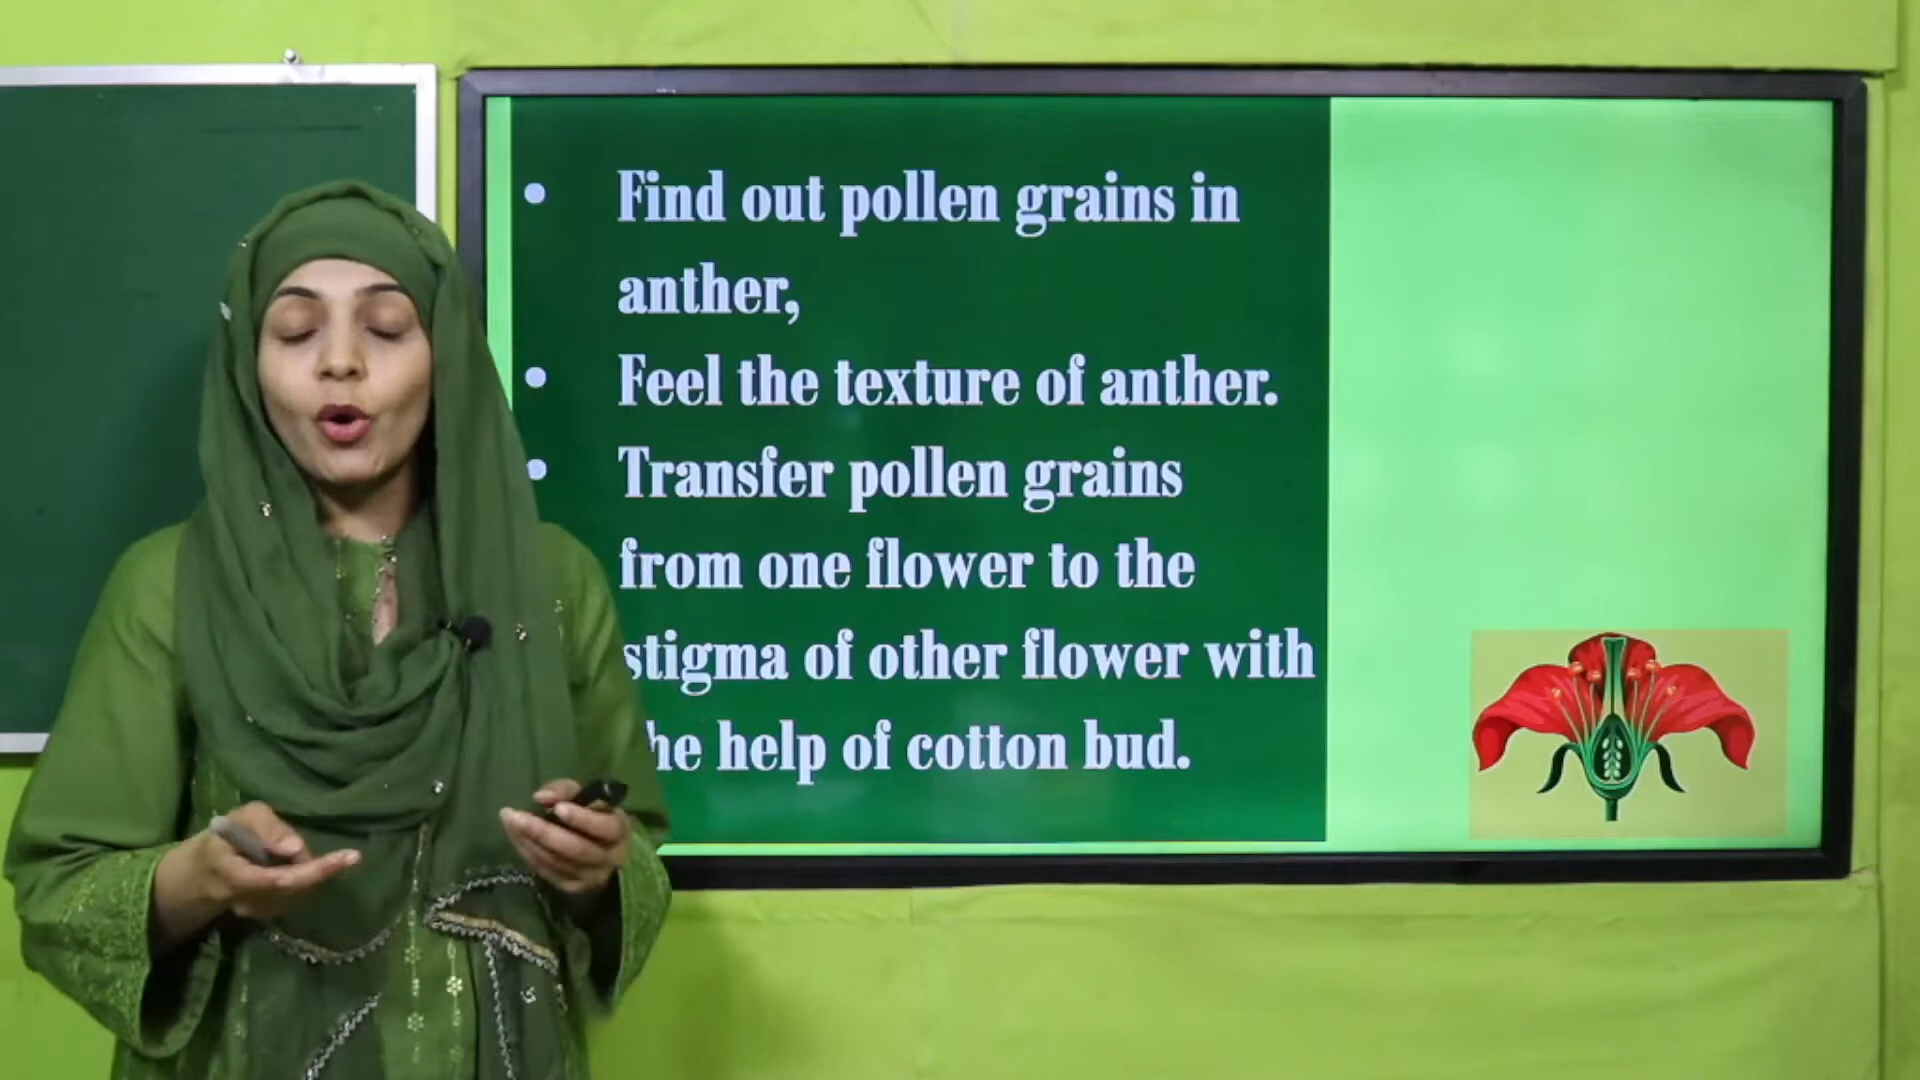 • Find out pollen grains in
anther,
• Feel the texture of anther.
• Transfer pollen grains
from one flower to the
stigma of other flower with
he help of cotton bud.